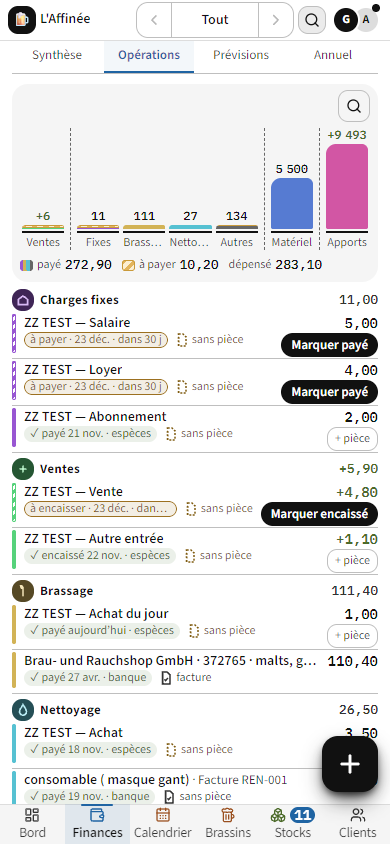 L'Affinée
Tout
G A
Synthèse Opérations Prévisions Annuel
+6 11 111 27 134 5 500 +9 493
Ventes Fixes Brass… Netto… Autres Matériel Apports
payé 272,90 à payer 10,20 dépensé 283,10
Charges fixes 11,00
ZZ TEST — Salaire 5,00
à payer · 23 déc. · dans 30 j sans pièce Marquer payé
ZZ TEST — Loyer 4,00
à payer · 23 déc. · dans 30 j sans pièce Marquer payé
ZZ TEST — Abonnement 2,00
✓ payé 21 nov. · espèces sans pièce + pièce
Ventes +5,90
ZZ TEST — Vente +4,80
à encaisser · 23 déc. · dan… sans pièce Marquer encaissé
ZZ TEST — Autre entrée +1,10
✓ encaissé 22 nov. · espèces sans pièce + pièce
Brassage 111,40
ZZ TEST — Achat du jour 1,00
✓ payé aujourd'hui · espèces sans pièce + pièce
Brau- und Rauchshop GmbH · 372765 · malts, g… 110,40
✓ payé 27 avr. · banque facture
Nettoyage 26,50
ZZ TEST — Achat 3,50
✓ payé 18 nov. · espèces sans pièce
consomable ( masque gant) · Facture REN-001
✓ payé 19 nov. · banque sans pièce
Bord Finances Calendrier Brassins Stocks 11 Clients